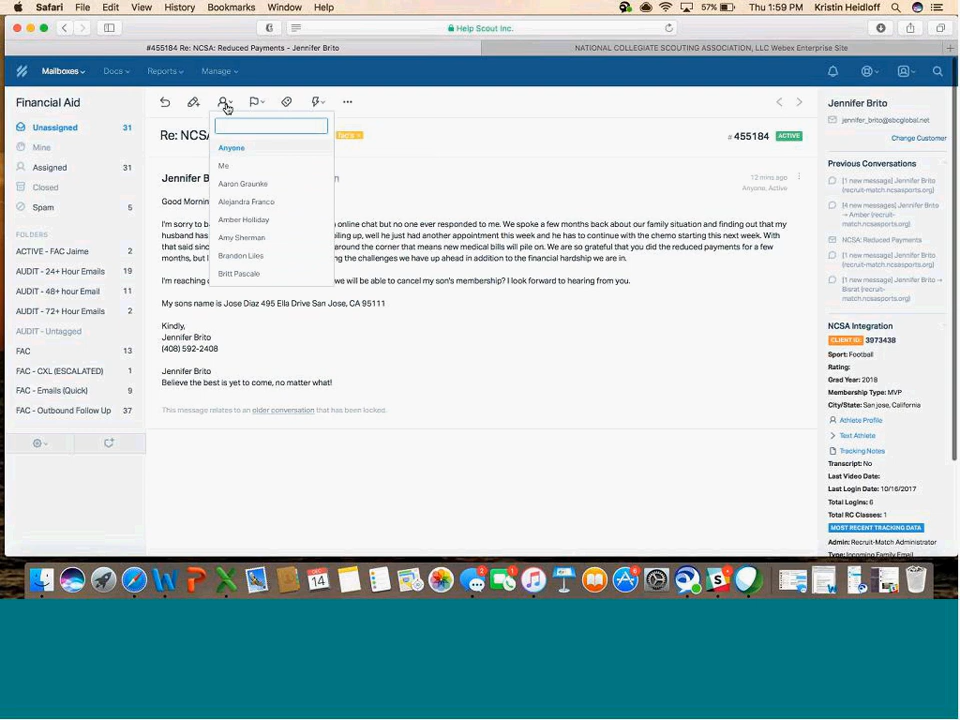 Safari File Edit View History Bookmarks Window Help 57% Thu 1:59 PM Kristin Heidloff
Help Scout Inc.
#455184 Re: NCSA: Reduced Payments - Jennifer Brito NATIONAL COLLEGIATE SCOUTING ASSOCIATION, LLC Webex Enterprise Site
Mailboxes Docs Reports Manage
Financial Aid
Unassigned 31
Mine
Assigned 31
Closed
Spam 5
FOLDERS
ACTIVE - FAC Jaime 2
AUDIT - 24+ Hour Emails 19
AUDIT - 48+ hour Email 11
AUDIT - 72+ Hour Emails 2
AUDIT - Untagged
FAC 13
FAC - CXL (ESCALATED) 1
FAC - Emails (Quick) 9
FAC - Outbound Follow Up 37
Re: NCSA
# 455184 ACTIVE
Anyone
Me
Aaron Graunke
Alejandra Franco
Amber Holliday
Amy Sherman
Brandon Liles
Britt Pascale
Jennifer B
12 mins ago
Anyone, Active
Good Mornin
I'm sorry to b online chat but no one ever responded to me. We spoke a few months back about our family situation and finding out that my
husband has iling up, well he just had another appointment this week and he has to continue with the chemo starting this next week. With
that said sinc around the corner that means new medical bills will pile on. We are so grateful that you did the reduced payments for a few
months, but I ng the challenges we have up ahead in addition to the financial hardship we are in.
I'm reaching we will be able to cancel my son's membership? I look forward to hearing from you.
My sons name is Jose Diaz 495 Ella Drive San Jose, CA 95111
Kindly,
Jennifer Brito
(408) 592-2408
Jennifer Brito
Believe the best is yet to come, no matter what!
This message relates to an older conversation that has been locked.
Jennifer Brito
jennifer_brito@sbcglobal.net
Change Customer
Previous Conversations
[1 new message] Jennifer Brito
(recruit-match.ncsasports.org)
[4 new message] Jennifer Brito
→ Amber (recruit-
match.ncsasports.org)
NCSA: Reduced Payments
[1 new message] Jennifer Brito
(recruit-match.ncsasports.org)
[1 new message] Jennifer Brito →
Bisrat (recruit-
match.ncsasports.org)
NCSA Integration
CLIENT ID: 3973438
Sport: Football
Rating:
Grad Year: 2018
Membership Type: MVP
City/State: San jose, California
Athlete Profile
Text Athlete
Tracking Notes
Transcript: No
Last Video Date:
Last Login Date: 10/16/2017
Total Logins: 6
Total RC Classes: 1
MOST RECENT TRACKING DATA
Admin: Recruit-Match Administrator
Type: Incoming Family Email